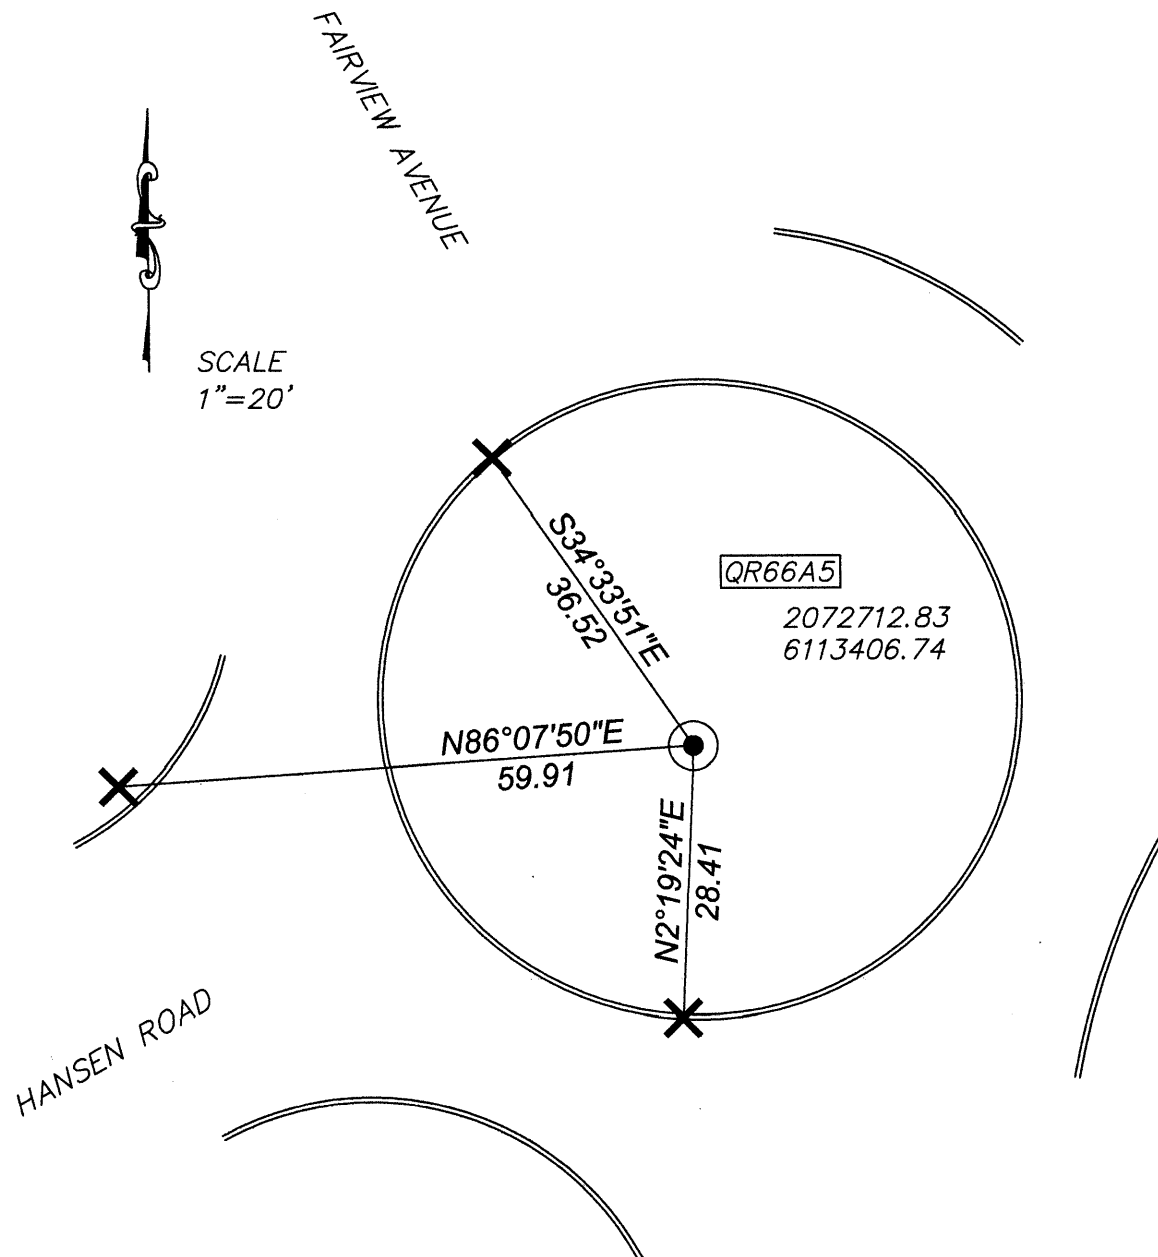 FAIRVIEW AVENUE
SCALE
1"=20'
S34°33'51"E
36.52
QR66A5
2072712.83
6113406.74
N86°07'50"E
59.91
N2°19'24"E
28.41
HANSEN ROAD